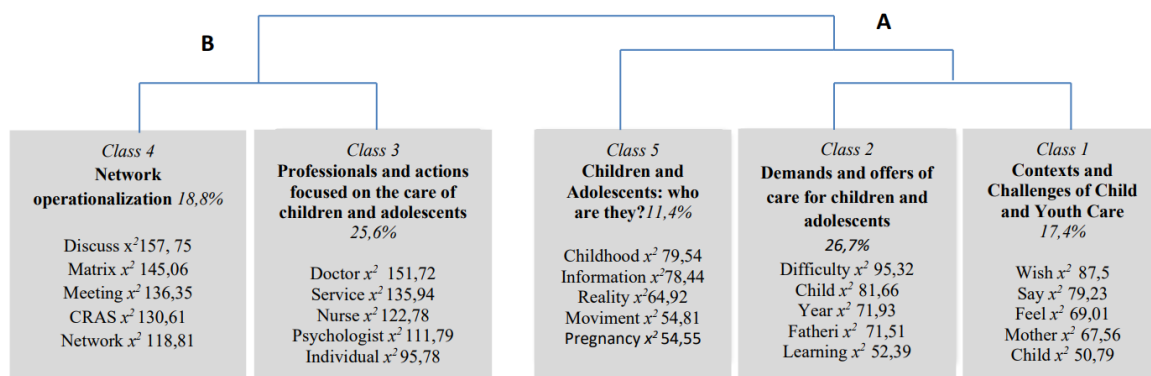 B
A
Class 4
Network
operationalization 18,8%
Discuss x²157, 75
Matrix x² 145,06
Meeting x² 136,35
CRAS x² 130,61
Network x² 118,81
Class 3
Professionals and actions
focused on the care of
children and adolescents
25,6%
Doctor x² 151,72
Service x² 135,94
Nurse x² 122,78
Psychologist x² 111,79
Individual x² 95,78
Class 5
Children and
Adolescents: who
are they?11,4%
Childhood x² 79,54
Information x²78,44
Reality x²64,92
Moviment x² 54,81
Pregnancy x² 54,55
Class 2
Demands and offers of
care for children and
adolescents
26,7%
Difficulty x² 95,32
Child x² 81,66
Year x² 71,93
Fatheri x² 71,51
Learning x² 52,39
Class 1
Contexts and
Challenges of Child
and Youth Care
17,4%
Wish x² 87,5
Say x² 79,23
Feel x² 69,01
Mother x² 67,56
Child x² 50,79